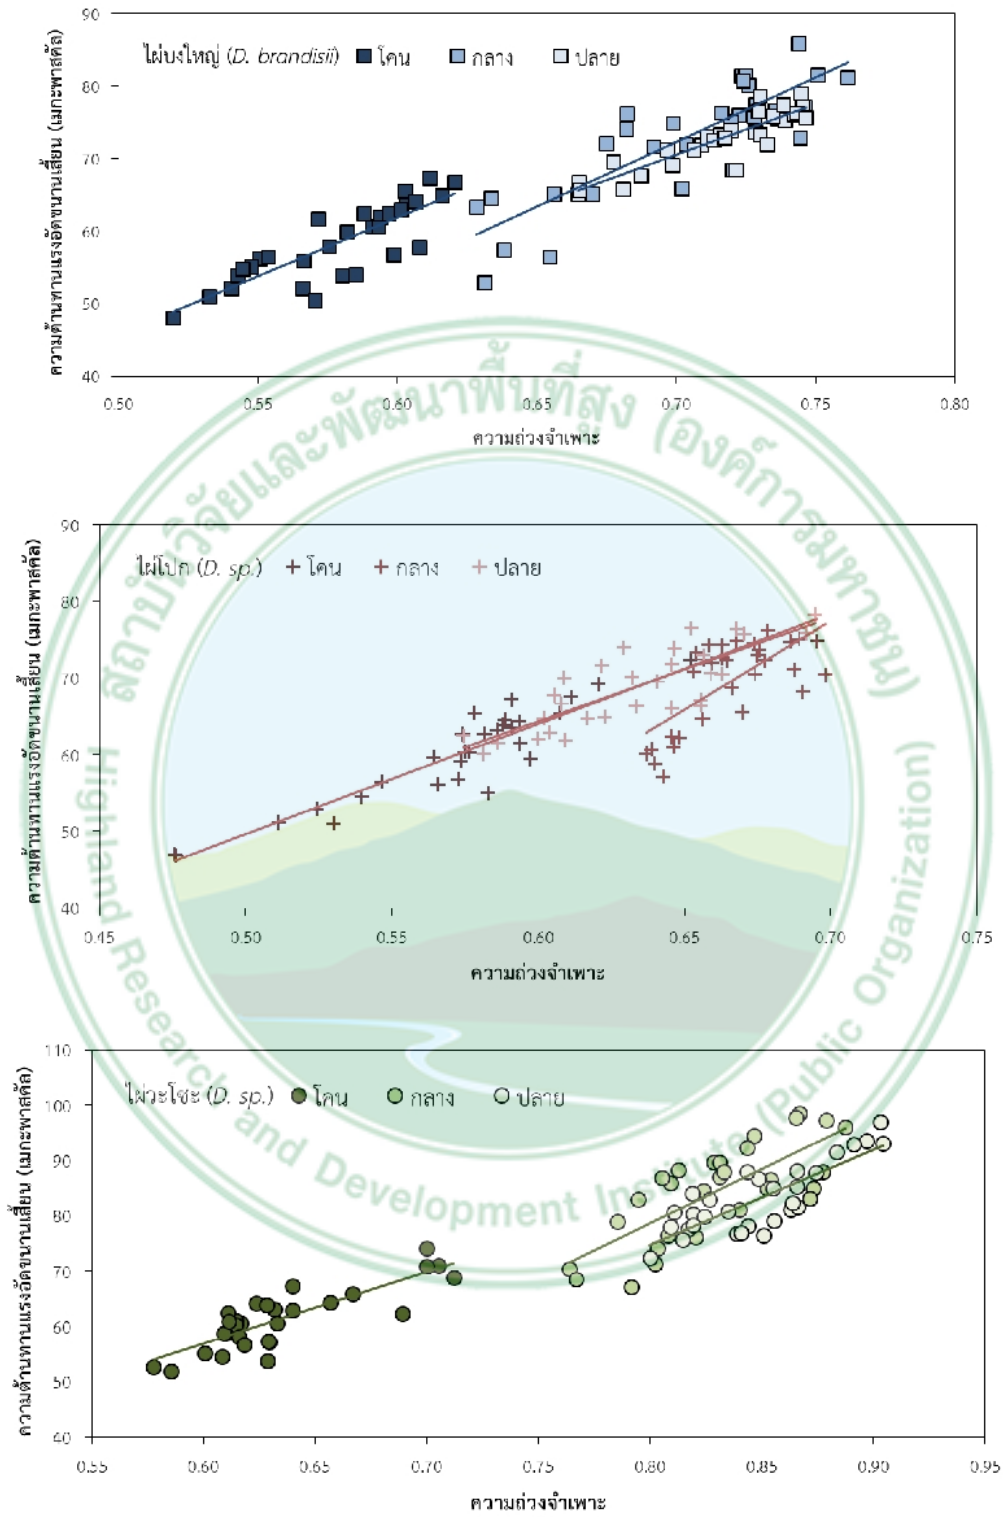 ไผ่บงใหญ่ (D. brandisii) โคน กลาง ปลาย
ความต้านทานแรงอัดขนานเสี้ยน (เมกะพาสคัล)
90
80
70
60
50
40
0.50 0.55 0.60 0.65 0.70 0.75 0.80
ความถ่วงจำเพาะ
สถาบันวิจัยและพัฒนาพื้นที่สูง (องค์การมหาชน)
ไผ่โปก (D. sp.) โคน กลาง ปลาย
ความต้านทานแรงอัดขนานเสี้ยน (เมกะพาสคัล)
90
80
70
60
50
40
0.45 0.50 0.55 0.60 0.65 0.70 0.75
ความถ่วงจำเพาะ
Highland Research and Development Institute (Public Organization)
ไผ่วะโซะ (D. sp.) โคน กลาง ปลาย
ความต้านทานแรงอัดขนานเสี้ยน (เมกะพาสคัล)
110
100
90
80
70
60
50
40
0.55 0.60 0.65 0.70 0.75 0.80 0.85 0.90 0.95
ความถ่วงจำเพาะ